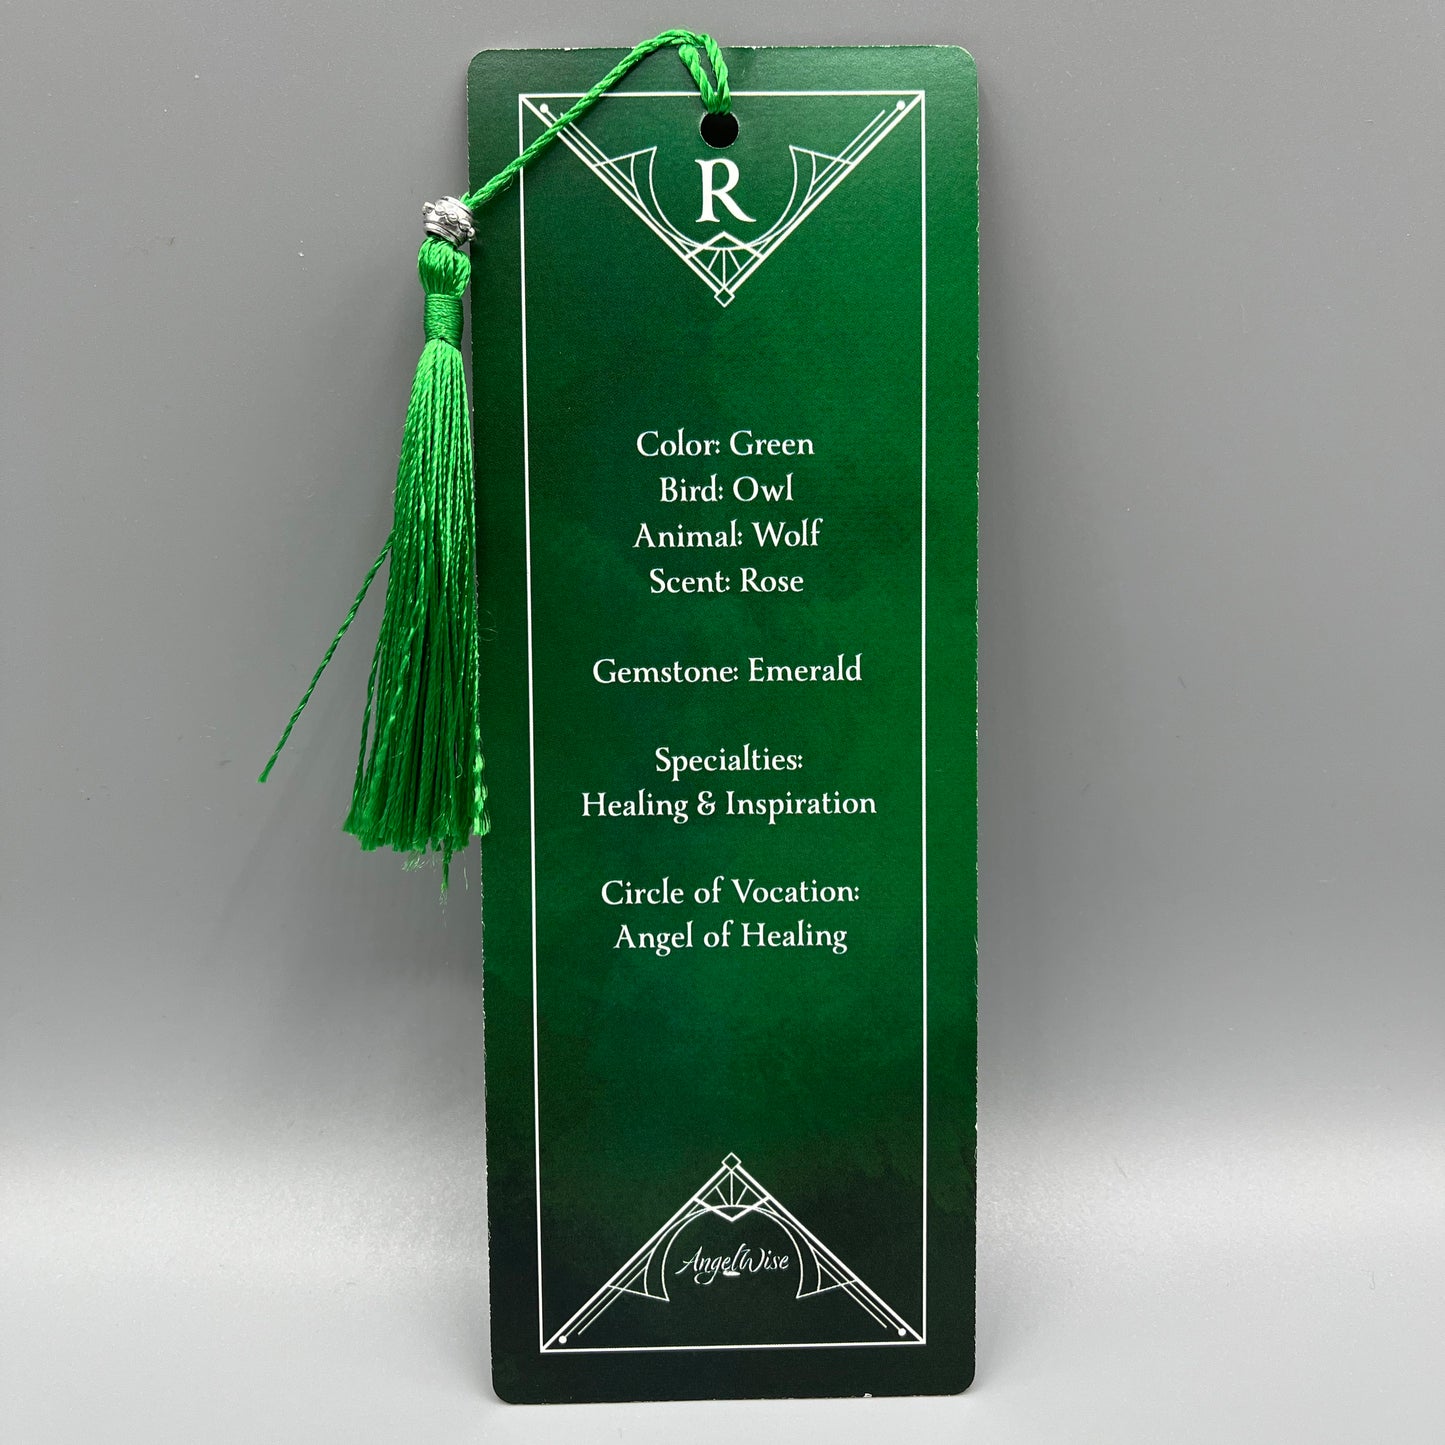 R
Color: Green
Bird: Owl
Animal: Wolf
Scent: Rose
Gemstone: Emerald
Specialties:
Healing & Inspiration
Circle of Vocation:
Angel of Healing
AngelWise